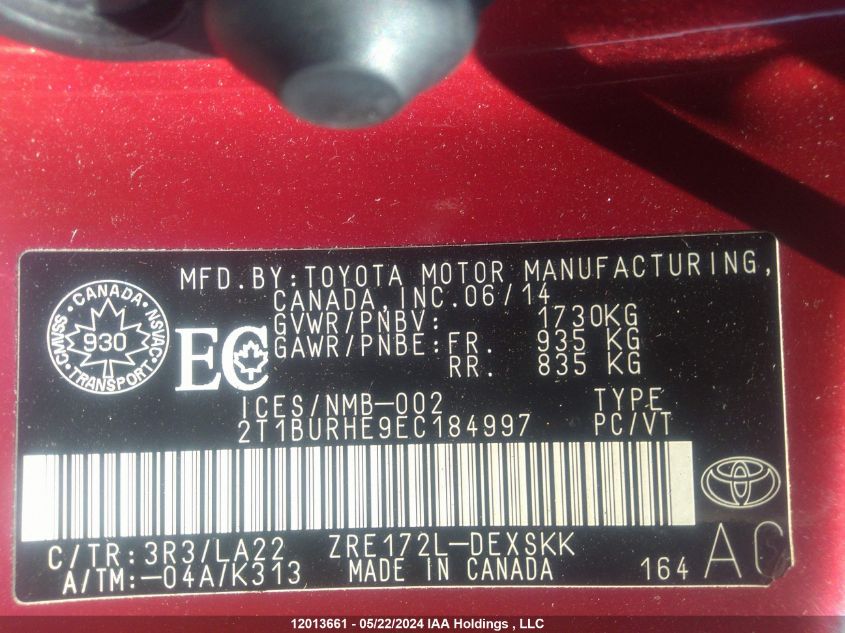 MFD.BY:TOYOTA MOTOR MANUFACTURING,
CANADA,INC.06/14
GVWR/PNBV: 1730KG
GAWR/PNBE:FR. 935 KG
RR. 835 KG
CANADA
CMVSS 930 NSVAC
TRANSPORT
EC
ICES/NMB-002 TYPE
2T1BURHE9EC184997 PC/VT
C/TR:3R3/LA22 ZRE172L-DEXSKK
A/TM:-04A/K313 MADE IN CANADA 164 AC
12013661 - 05/22/2024 IAA Holdings , LLC